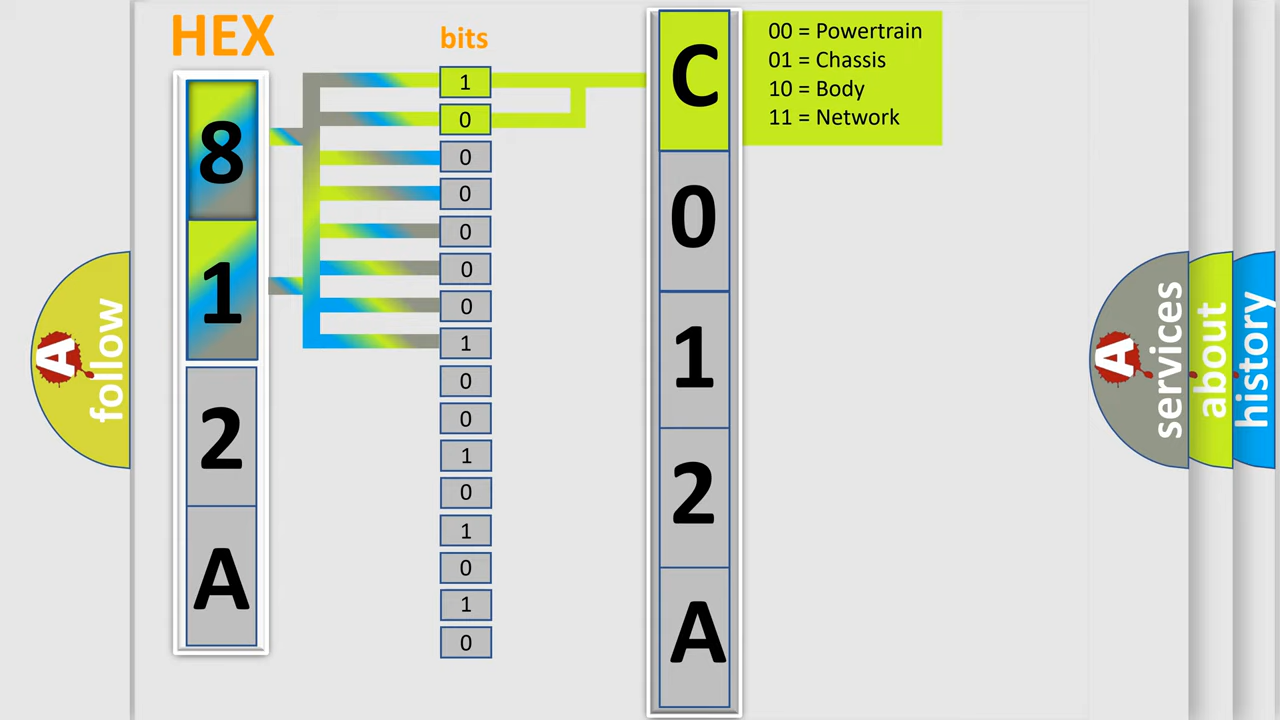 HEX
bits
8
1
2
A
1
0
0
0
0
0
0
1
0
0
1
0
1
0
1
0
C
0
1
2
A
00 = Powertrain
01 = Chassis
10 = Body
11 = Network
A
follow
A
services
about
history